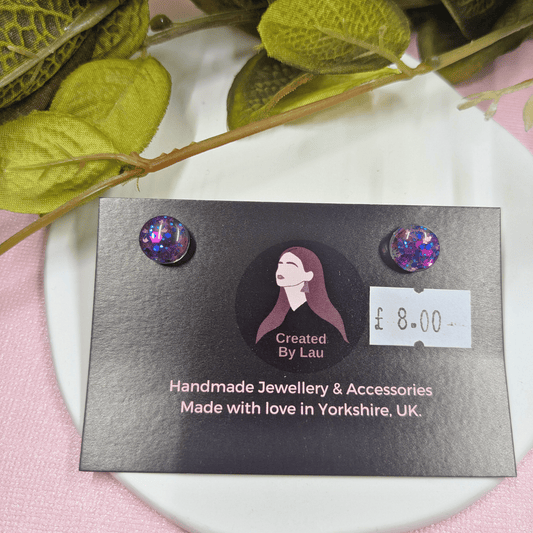 £ 8.00
Created
By Lau
Handmade Jewellery & Accessories
Made with love in Yorkshire, UK.